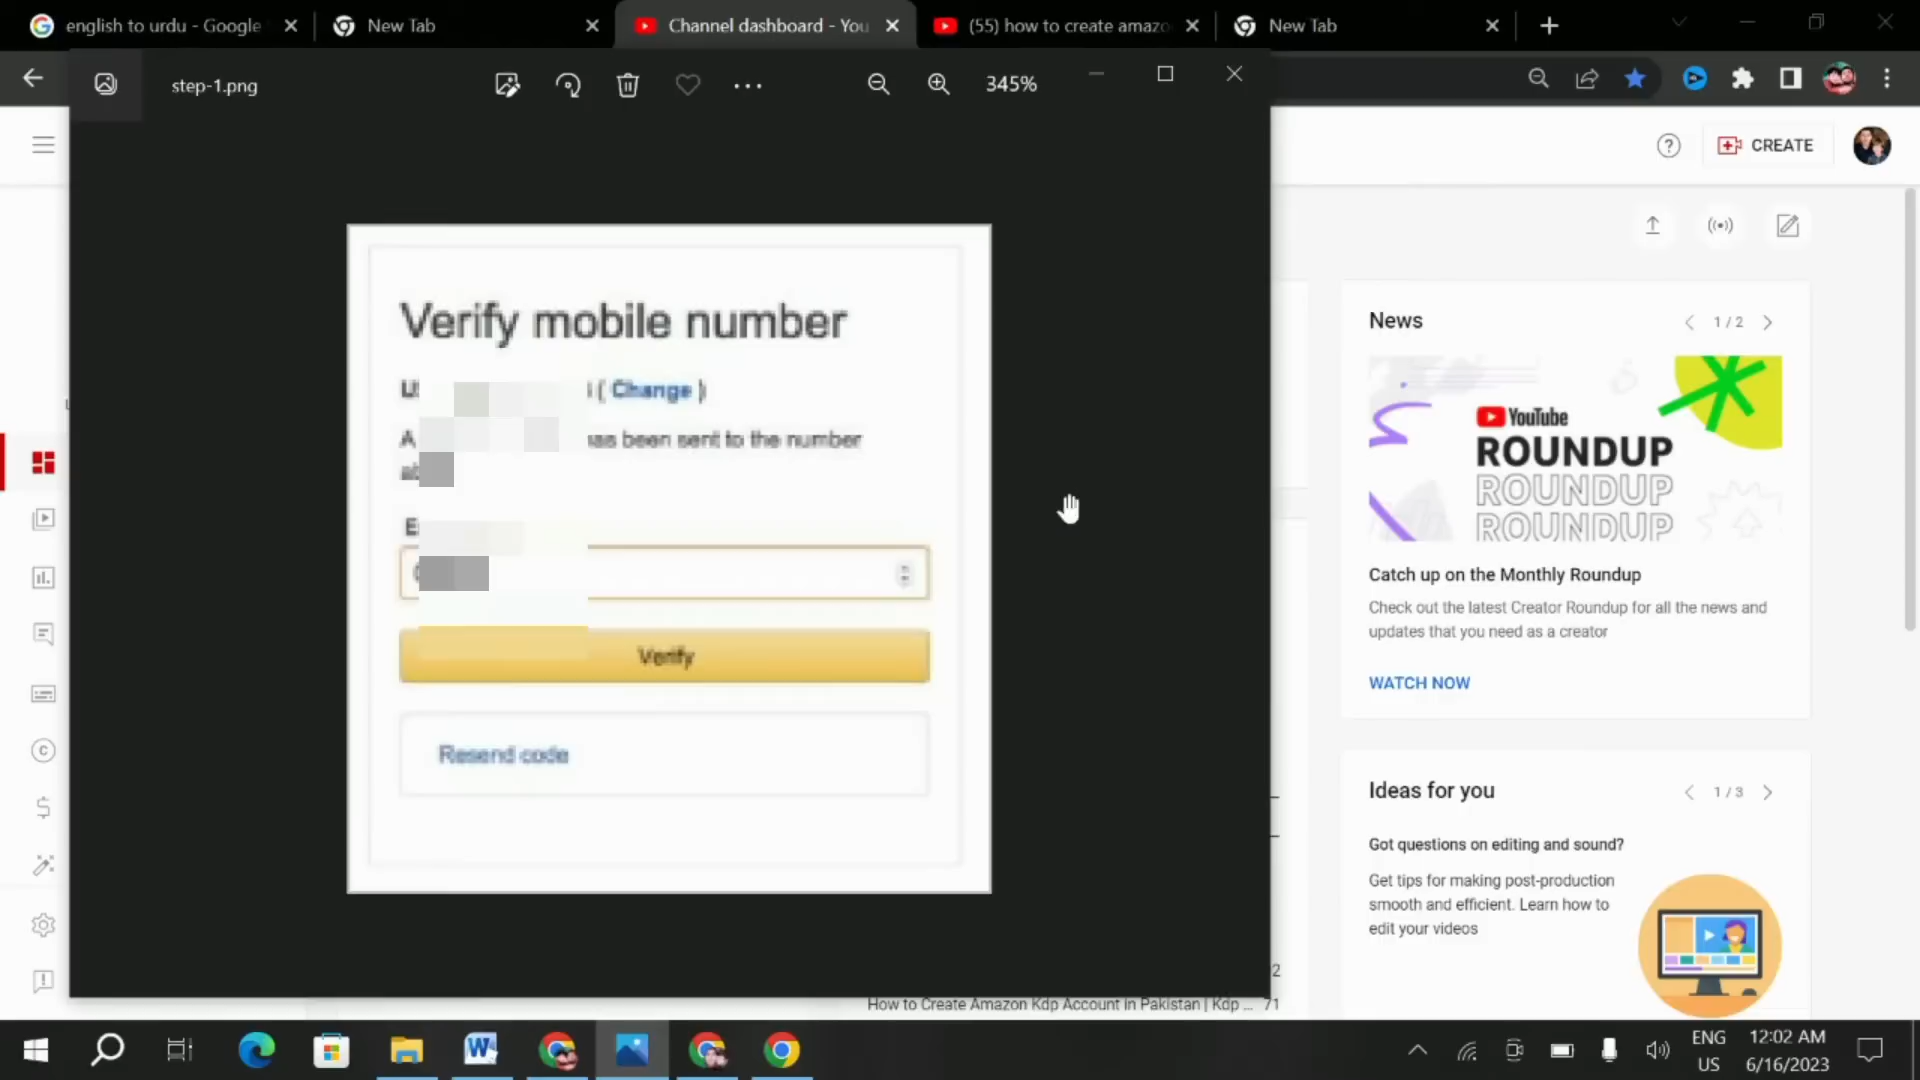 english to urdu - Google
New Tab
Channel dashboard - You
(55) how to create amazo
New Tab
step-1.png
345%
CREATE
Verify mobile number
( Change )
A has been sent to the number
Verify
Resend code
News
1 / 2
YouTube
ROUNDUP
ROUNDUP
ROUNDUP
Catch up on the Monthly Roundup
Check out the latest Creator Roundup for all the news and
updates that you need as a creator
WATCH NOW
Ideas for you
1 / 3
Got questions on editing and sound?
Get tips for making post-production
smooth and efficient. Learn how to
edit your videos
2
How to Create Amazon Kdp Account in Pakistan | Kdp ... 71
ENG
US
12:02 AM
6/16/2023